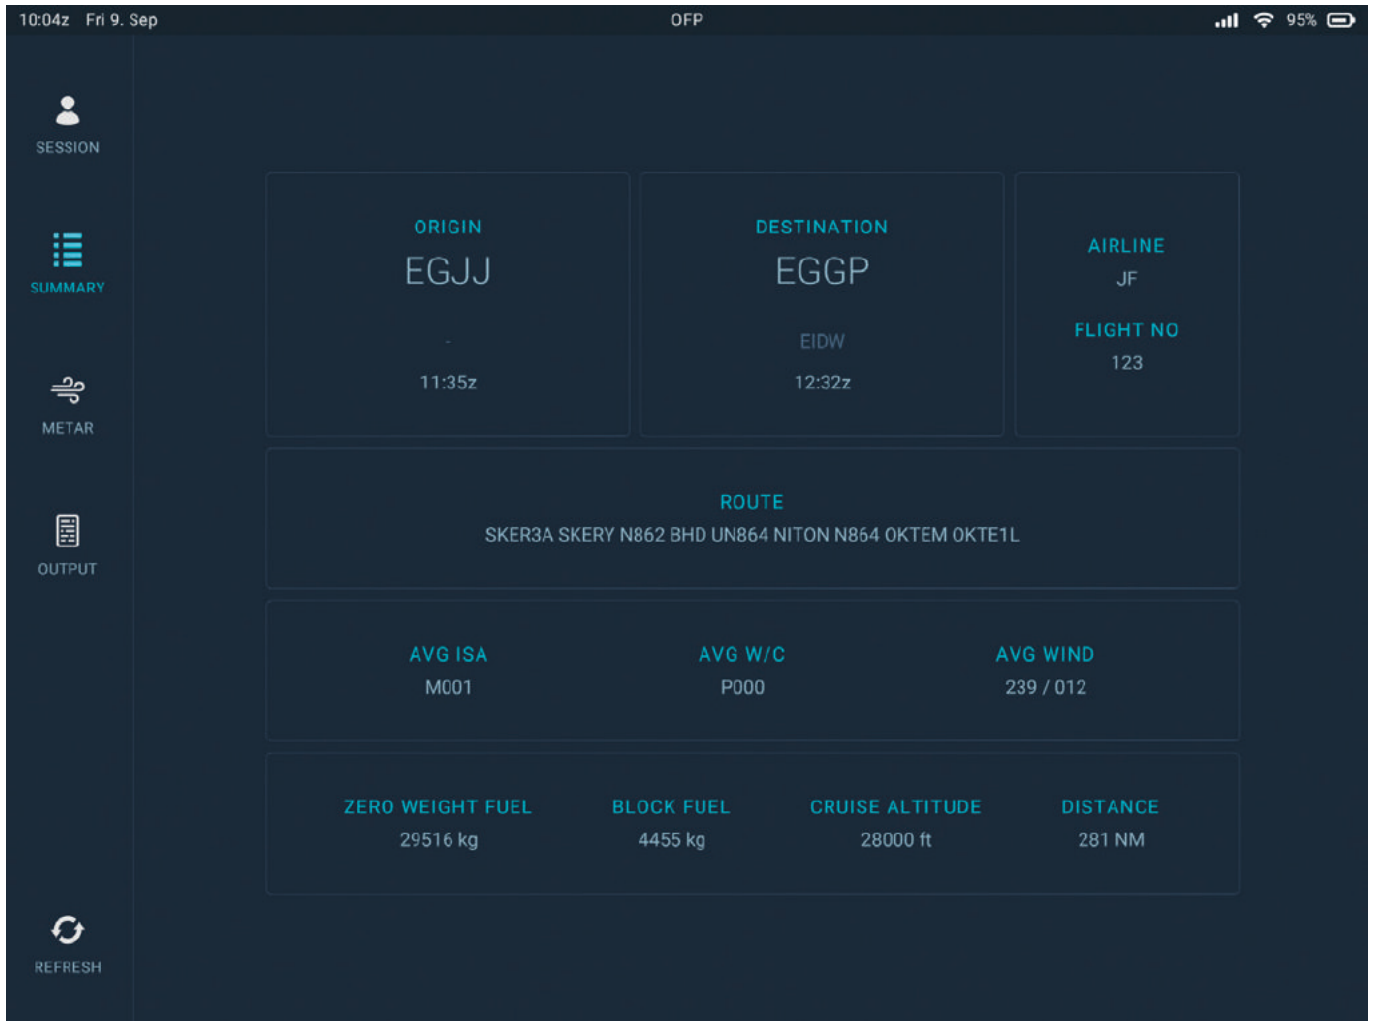 10:04z Fri 9. Sep OFP 95%
SESSION
SUMMARY
METAR
OUTPUT
REFRESH
ORIGIN
EGJJ
-
11:35z
DESTINATION
EGGP
EIDW
12:32z
AIRLINE
JF
FLIGHT NO
123
ROUTE
SKER3A SKERY N862 BHD UN864 NITON N864 OKTEM OKTE1L
AVG ISA
M001
AVG W/C
P000
AVG WIND
239 / 012
ZERO WEIGHT FUEL
29516 kg
BLOCK FUEL
4455 kg
CRUISE ALTITUDE
28000 ft
DISTANCE
281 NM